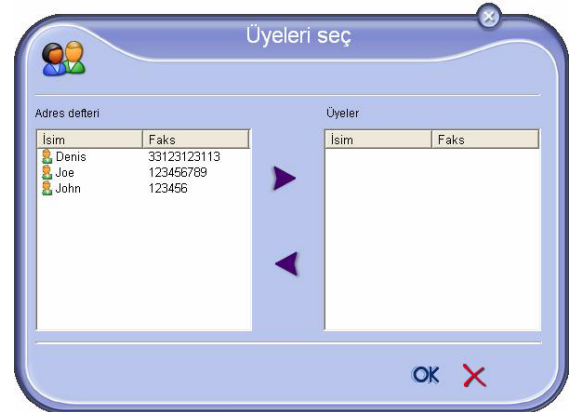 Üyeleri seç
Adres defteri
Üyeler
İsim Faks
Denis 33123123113
Joe 123456789
John 123456
İsim Faks
OK